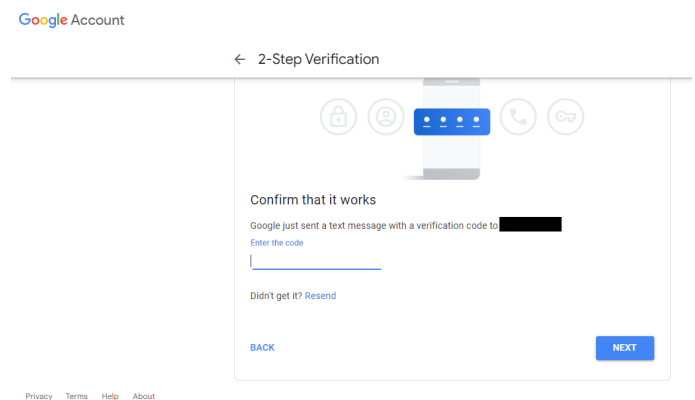 Google Account
2-Step Verification
Confirm that it works
Google just sent a text message with a verification code to
Enter the code
Didn't get it? Resend
BACK
NEXT
Privacy Terms Help About